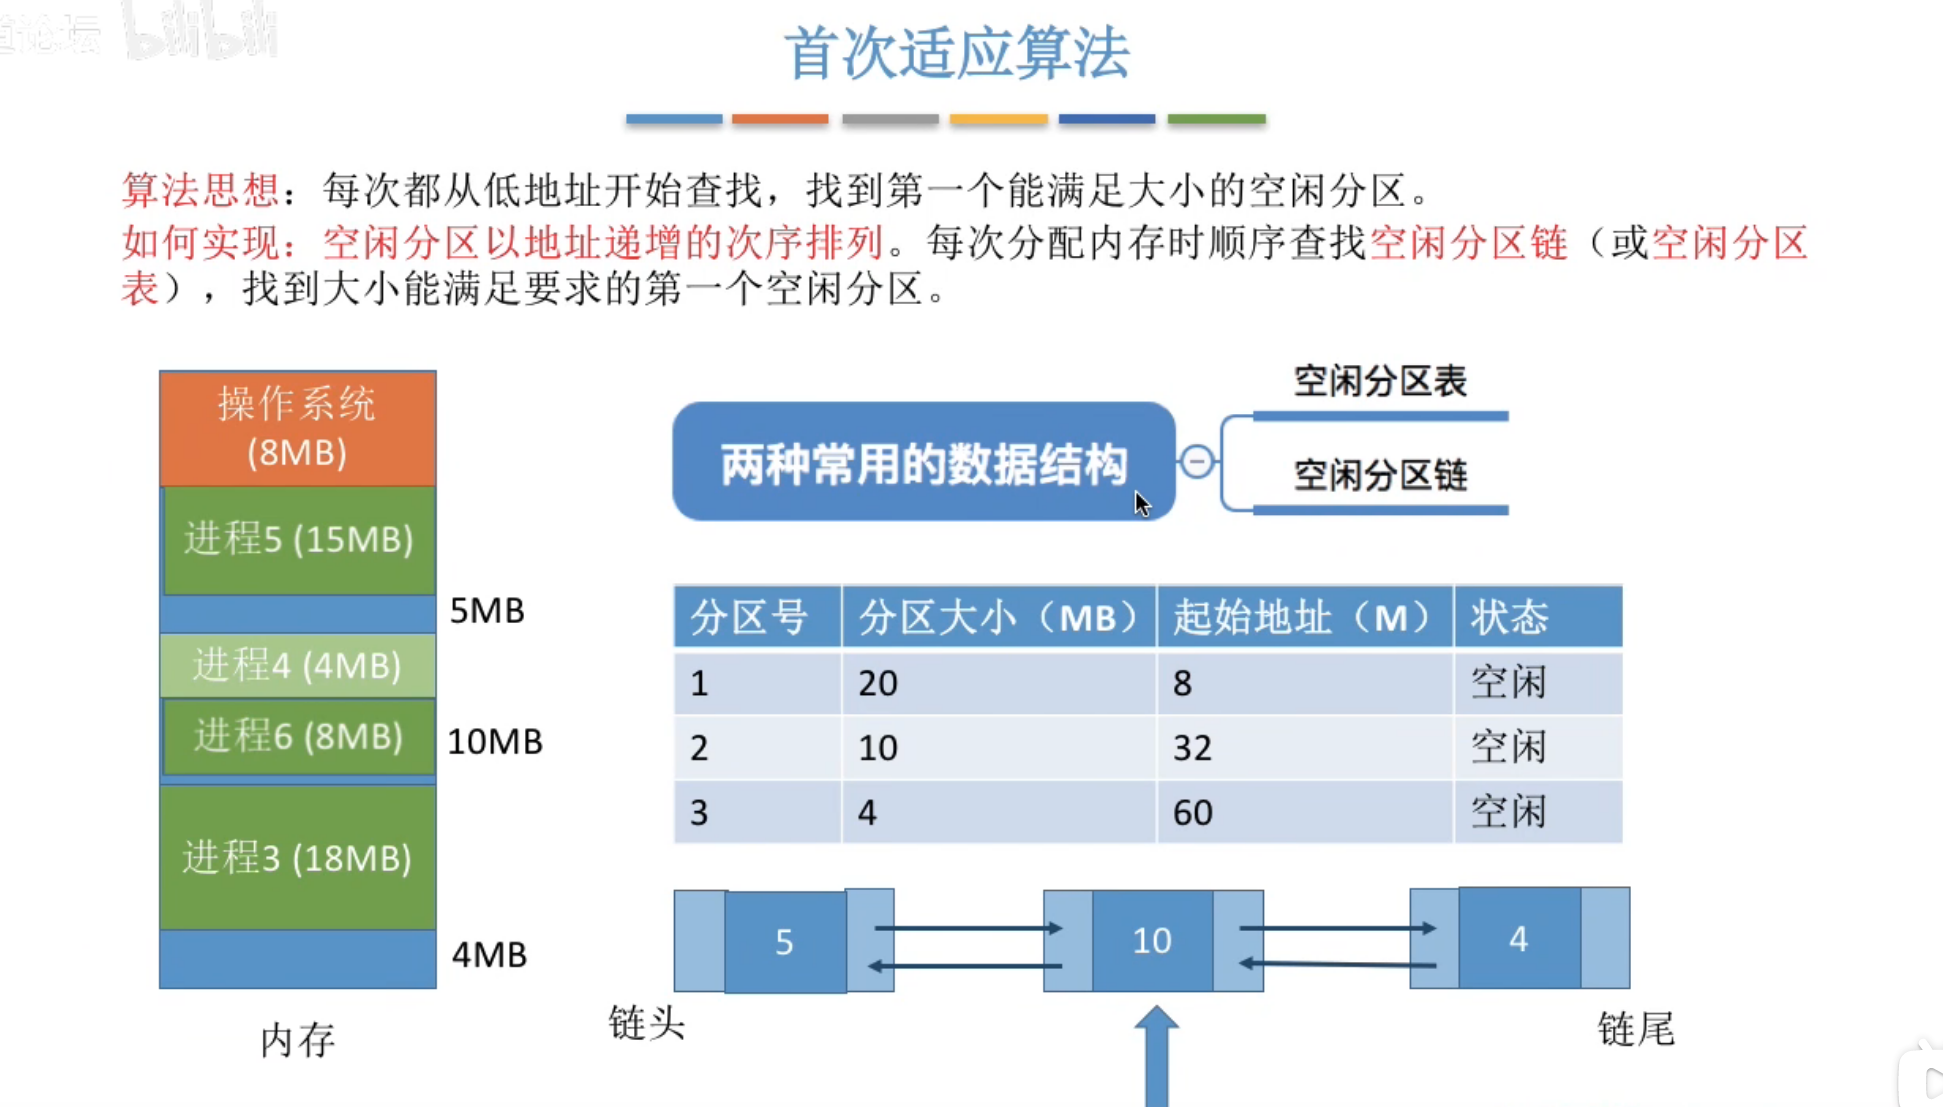 道论坛 bilibili
首次适应算法
算法思想：每次都从低地址开始查找，找到第一个能满足大小的空闲分区。
如何实现：空闲分区以地址递增的次序排列。每次分配内存时顺序查找空闲分区链（或空闲分区
表），找到大小能满足要求的第一个空闲分区。
操作系统
(8MB)
进程5 (15MB)
5MB
进程4 (4MB)
进程6 (8MB)
10MB
进程3 (18MB)
4MB
内存
两种常用的数据结构
空闲分区表
空闲分区链
分区号 分区大小（MB） 起始地址（M） 状态
1 20 8 空闲
2 10 32 空闲
3 4 60 空闲
5 10 4
链头
链尾